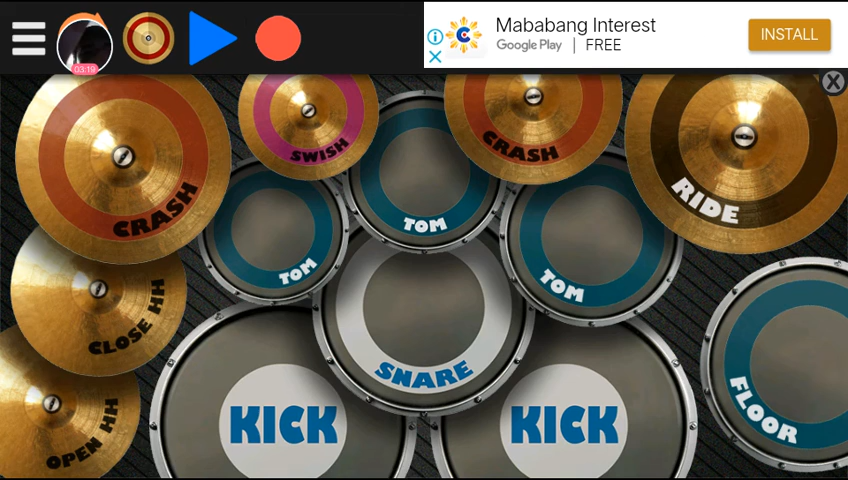 Mababang Interest
Google Play | FREE
INSTALL
03:19
CRASH
SWISH
CRASH
RIDE
TOM
TOM
TOM
CLOSE HH
SNARE
OPEN HH
KICK
KICK
FLOOR